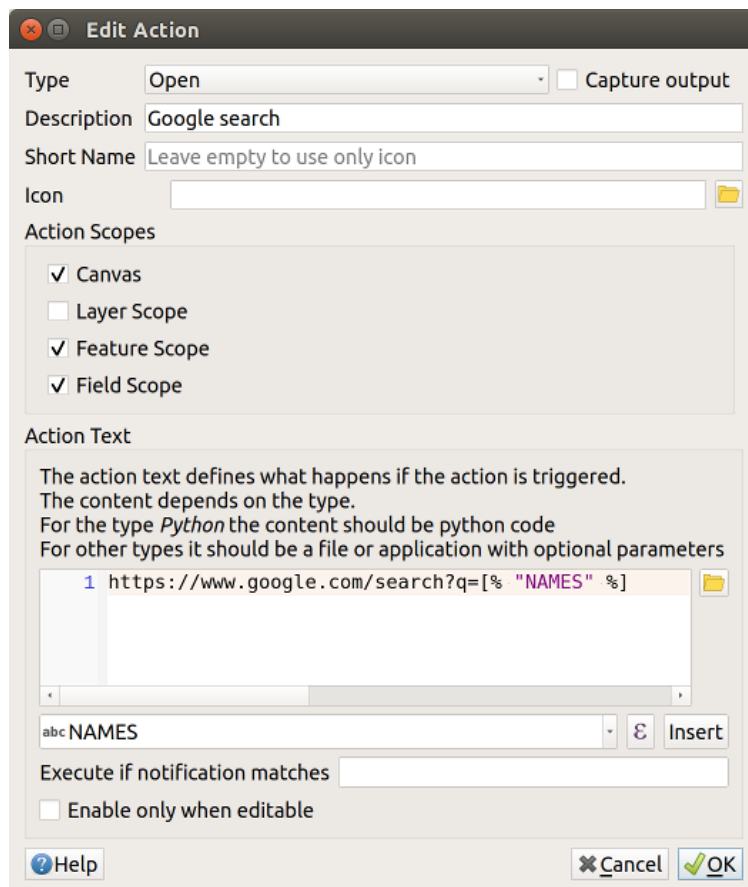 Edit Action
Type Open Capture output
Description Google search
Short Name Leave empty to use only icon
Icon
Action Scopes
Canvas
Layer Scope
Feature Scope
Field Scope
Action Text
The action text defines what happens if the action is triggered.
The content depends on the type.
For the type Python the content should be python code
For other types it should be a file or application with optional parameters
1 https://www.google.com/search?q=[% "NAMES" %]
abc NAMES ε Insert
Execute if notification matches
Enable only when editable
Help Cancel OK